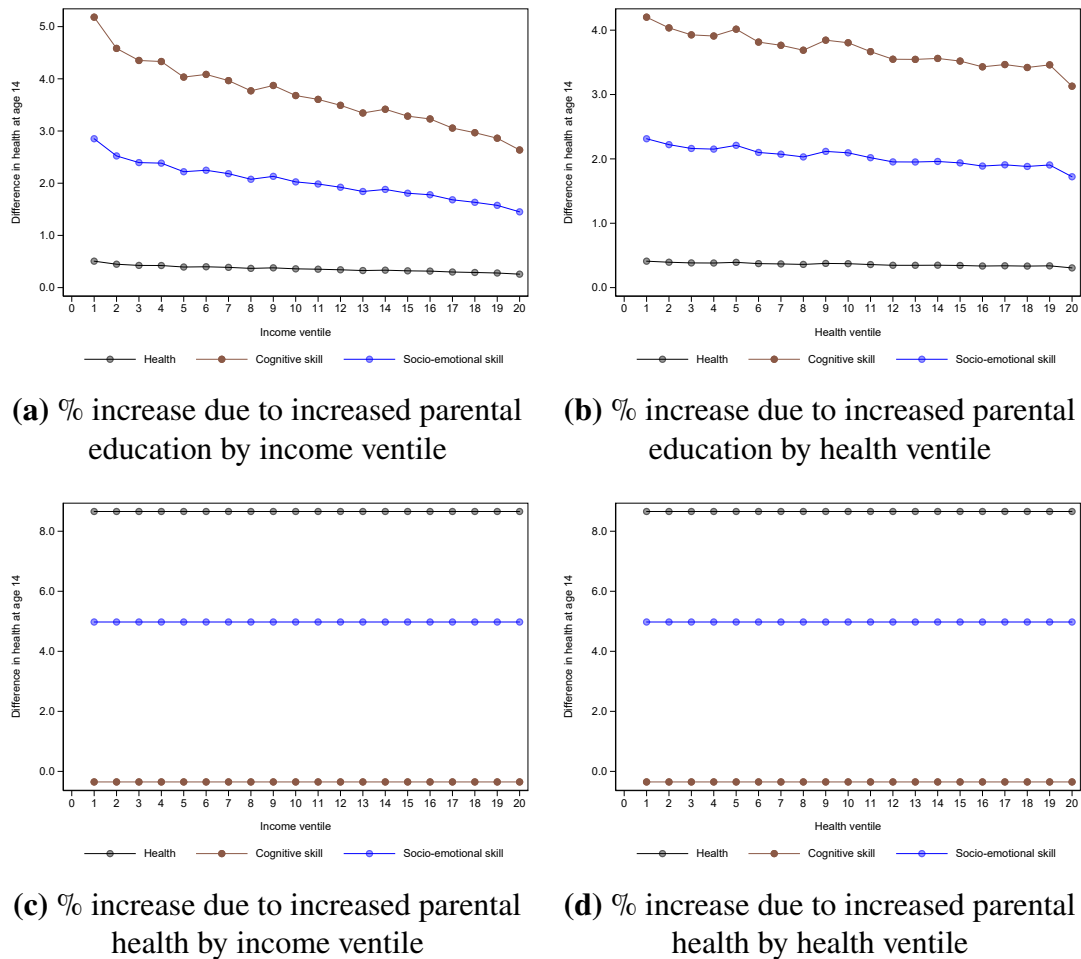 Difference in health at age 14
5.0
4.0
3.0
2.0
1.0
0.0
0 1 2 3 4 5 6 7 8 9 10 11 12 13 14 15 16 17 18 19 20
Income ventile
Health Cognitive skill Socio-emotional skill
(a) % increase due to increased parental
education by income ventile
Difference in health at age 14
4.0
3.0
2.0
1.0
0.0
0 1 2 3 4 5 6 7 8 9 10 11 12 13 14 15 16 17 18 19 20
Health ventile
Health Cognitive skill Socio-emotional skill
(b) % increase due to increased parental
education by health ventile
Difference in health at age 14
8.0
6.0
4.0
2.0
0.0
0 1 2 3 4 5 6 7 8 9 10 11 12 13 14 15 16 17 18 19 20
Income ventile
Health Cognitive skill Socio-emotional skill
(c) % increase due to increased parental
health by income ventile
Difference in health at age 14
8.0
6.0
4.0
2.0
0.0
0 1 2 3 4 5 6 7 8 9 10 11 12 13 14 15 16 17 18 19 20
Health ventile
Health Cognitive skill Socio-emotional skill
(d) % increase due to increased parental
health by health ventile